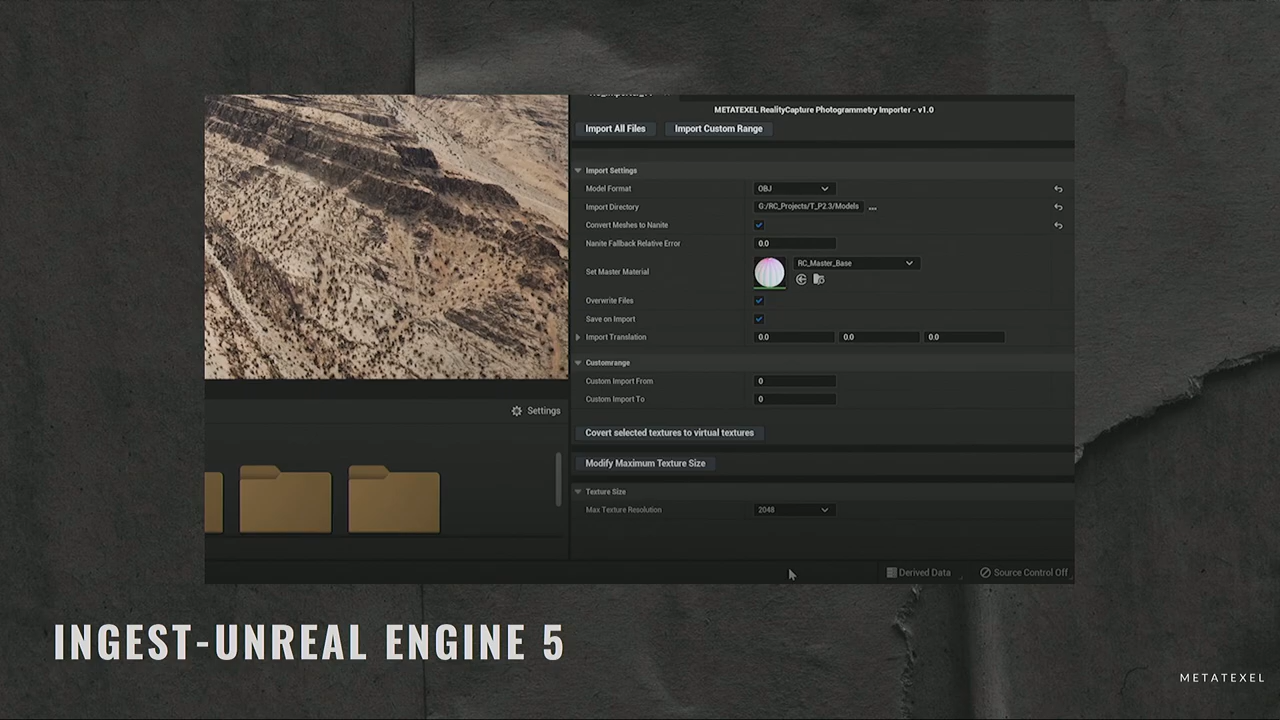 METATEXEL RealityCapture Photogrammetry Importer - v1.0
Import All Files Import Custom Range
Import Settings
Model Format OBJ
Import Directory G:/RC_Projects/T_P2.3/Models ...
Convert Meshes to Nanite
Nanite Fallback Relative Error 0.0
Set Master Material RC_Master_Base
Overwrite Files
Save on Import
Import Translation 0.0 0.0 0.0
Customrange
Custom Import From 0
Custom Import To 0
Settings
Covert selected textures to virtual textures
Modify Maximum Texture Size
Texture Size
Max Texture Resolution 2048
Derived Data Source Control Off
INGEST-UNREAL ENGINE 5
METATEXEL